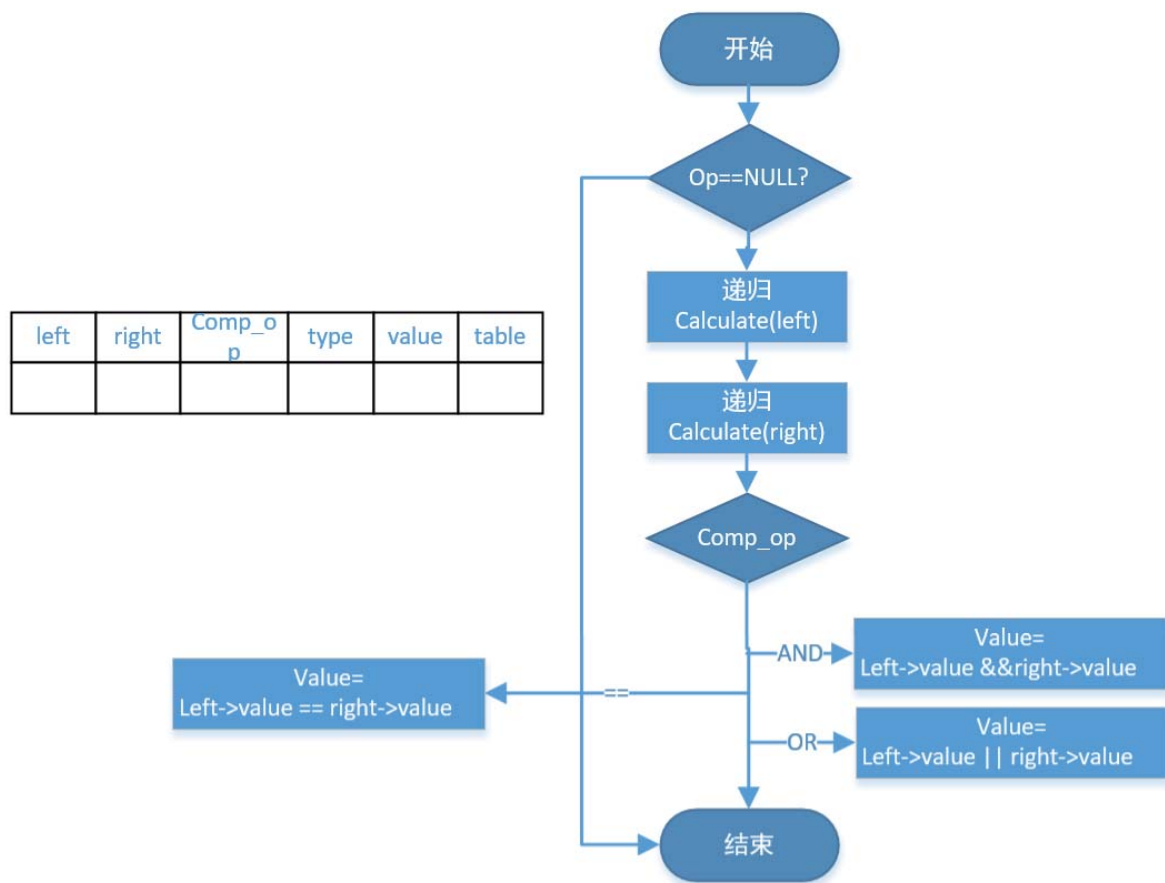 开始
Op==NULL?
递归
Calculate(left)
left
right
Comp_o
p
type
value
table
递归
Calculate(right)
Comp_op
AND
Value=
Left->value &&right->value
Value=
Left->value == right->value
==
OR
Value=
Left->value || right->value
结束